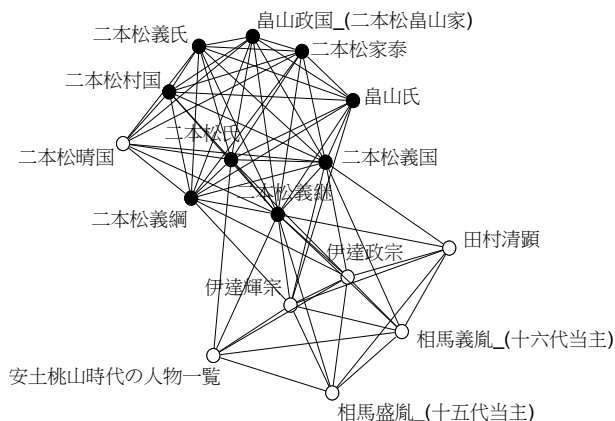 畠山政国_(二本松畠山家)
二本松義氏
二本松家泰
二本松村国
畠山氏
二本松氏
二本松晴国
二本松義国
二本松義継
二本松義綱
田村清顕
伊達政宗
伊達輝宗
相馬義胤_(十六代当主)
安土桃山時代の人物一覧
相馬盛胤_(十五代当主)